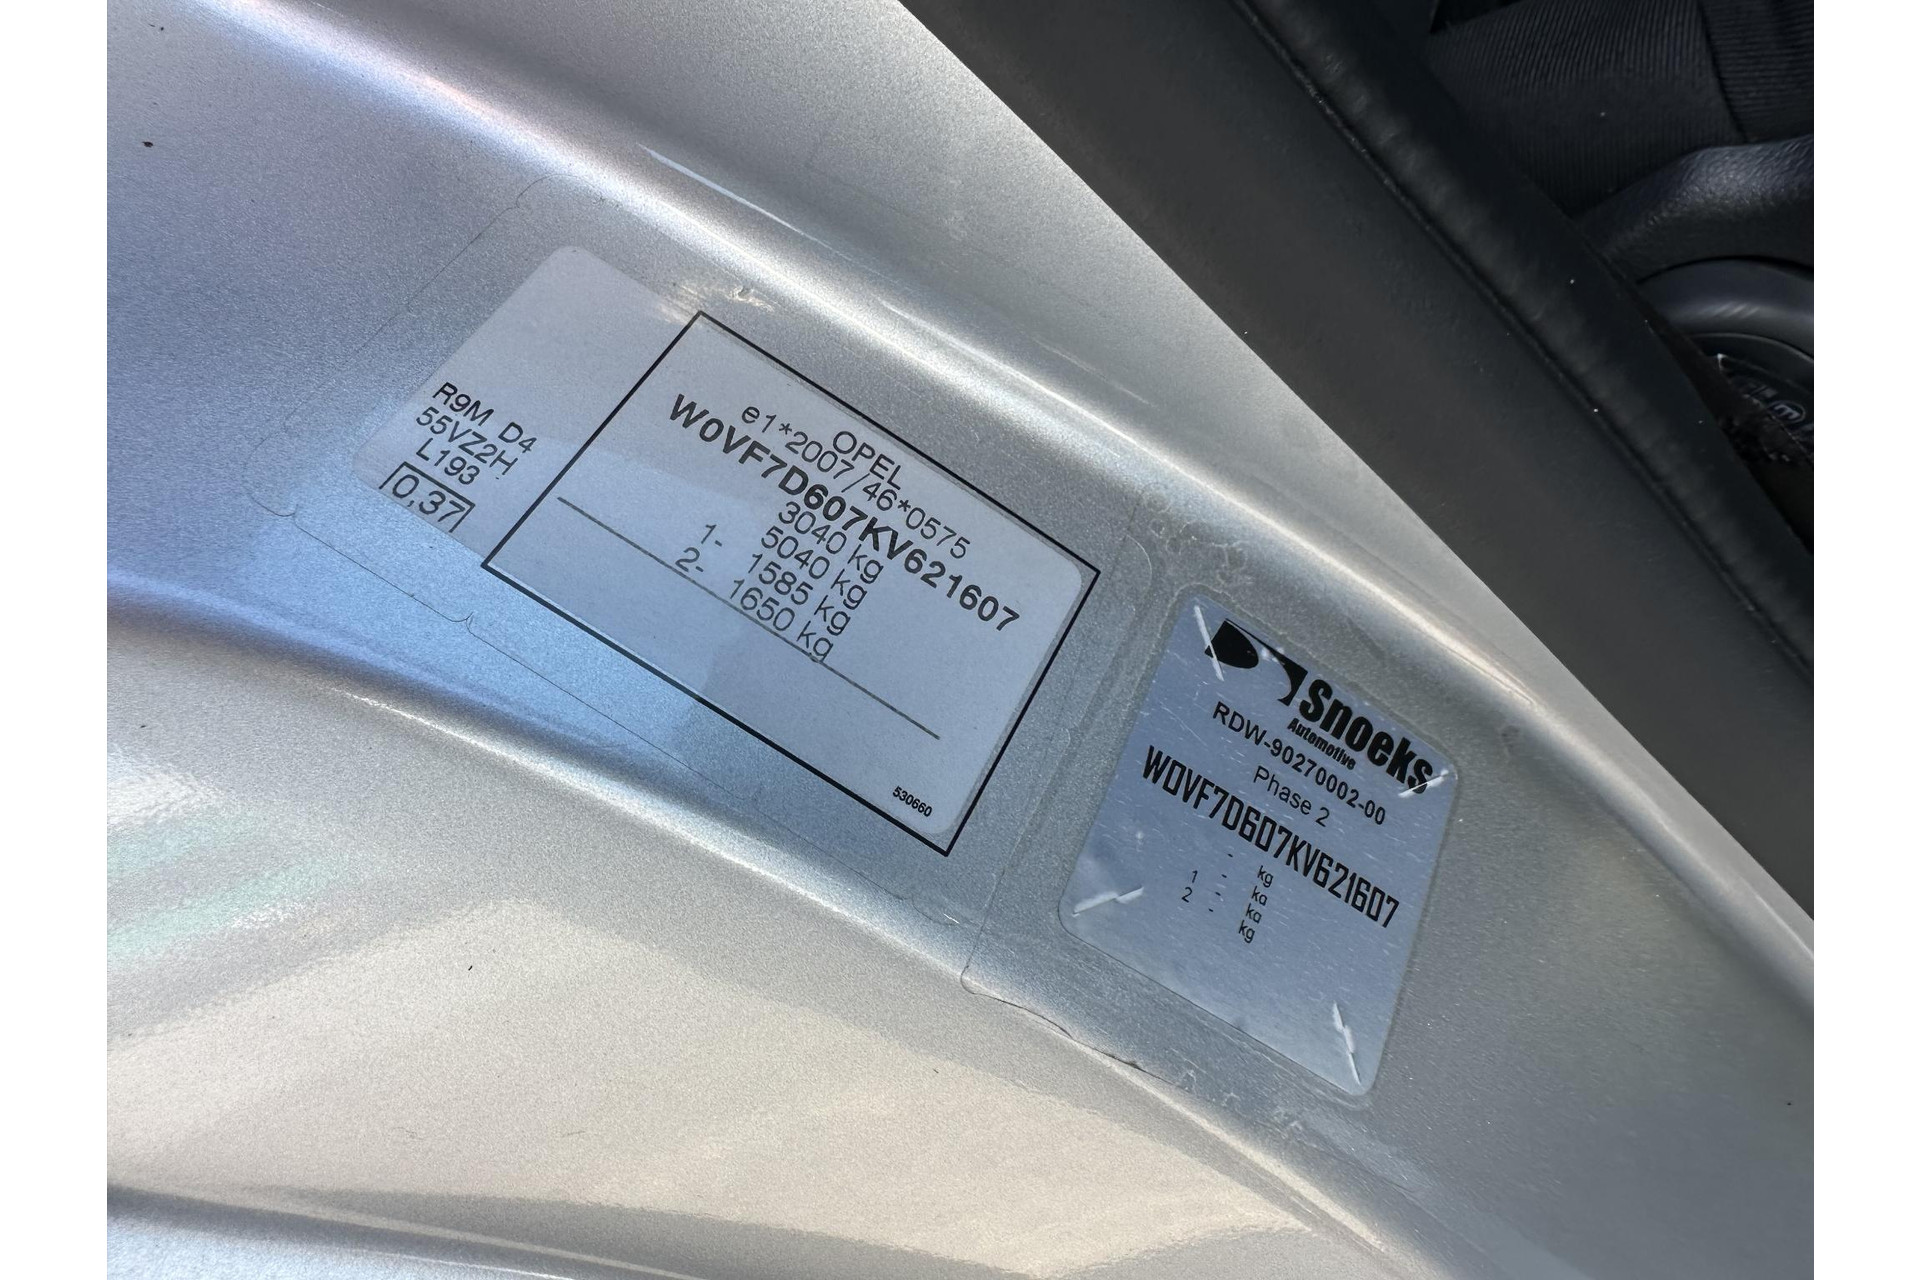 OPEL
e1*2007/46*0575
W0VF7D607KV621607
3040 kg
5040 kg
1- 1585 kg
2- 1650 kg
R9M D4
55VZ2H
L193
0,37
530660
Snoeks
Automotive
RDW-90270002-00
Phase 2
W0VF7D607KV621607
- kg
- kg
1 - kg
2 - kg